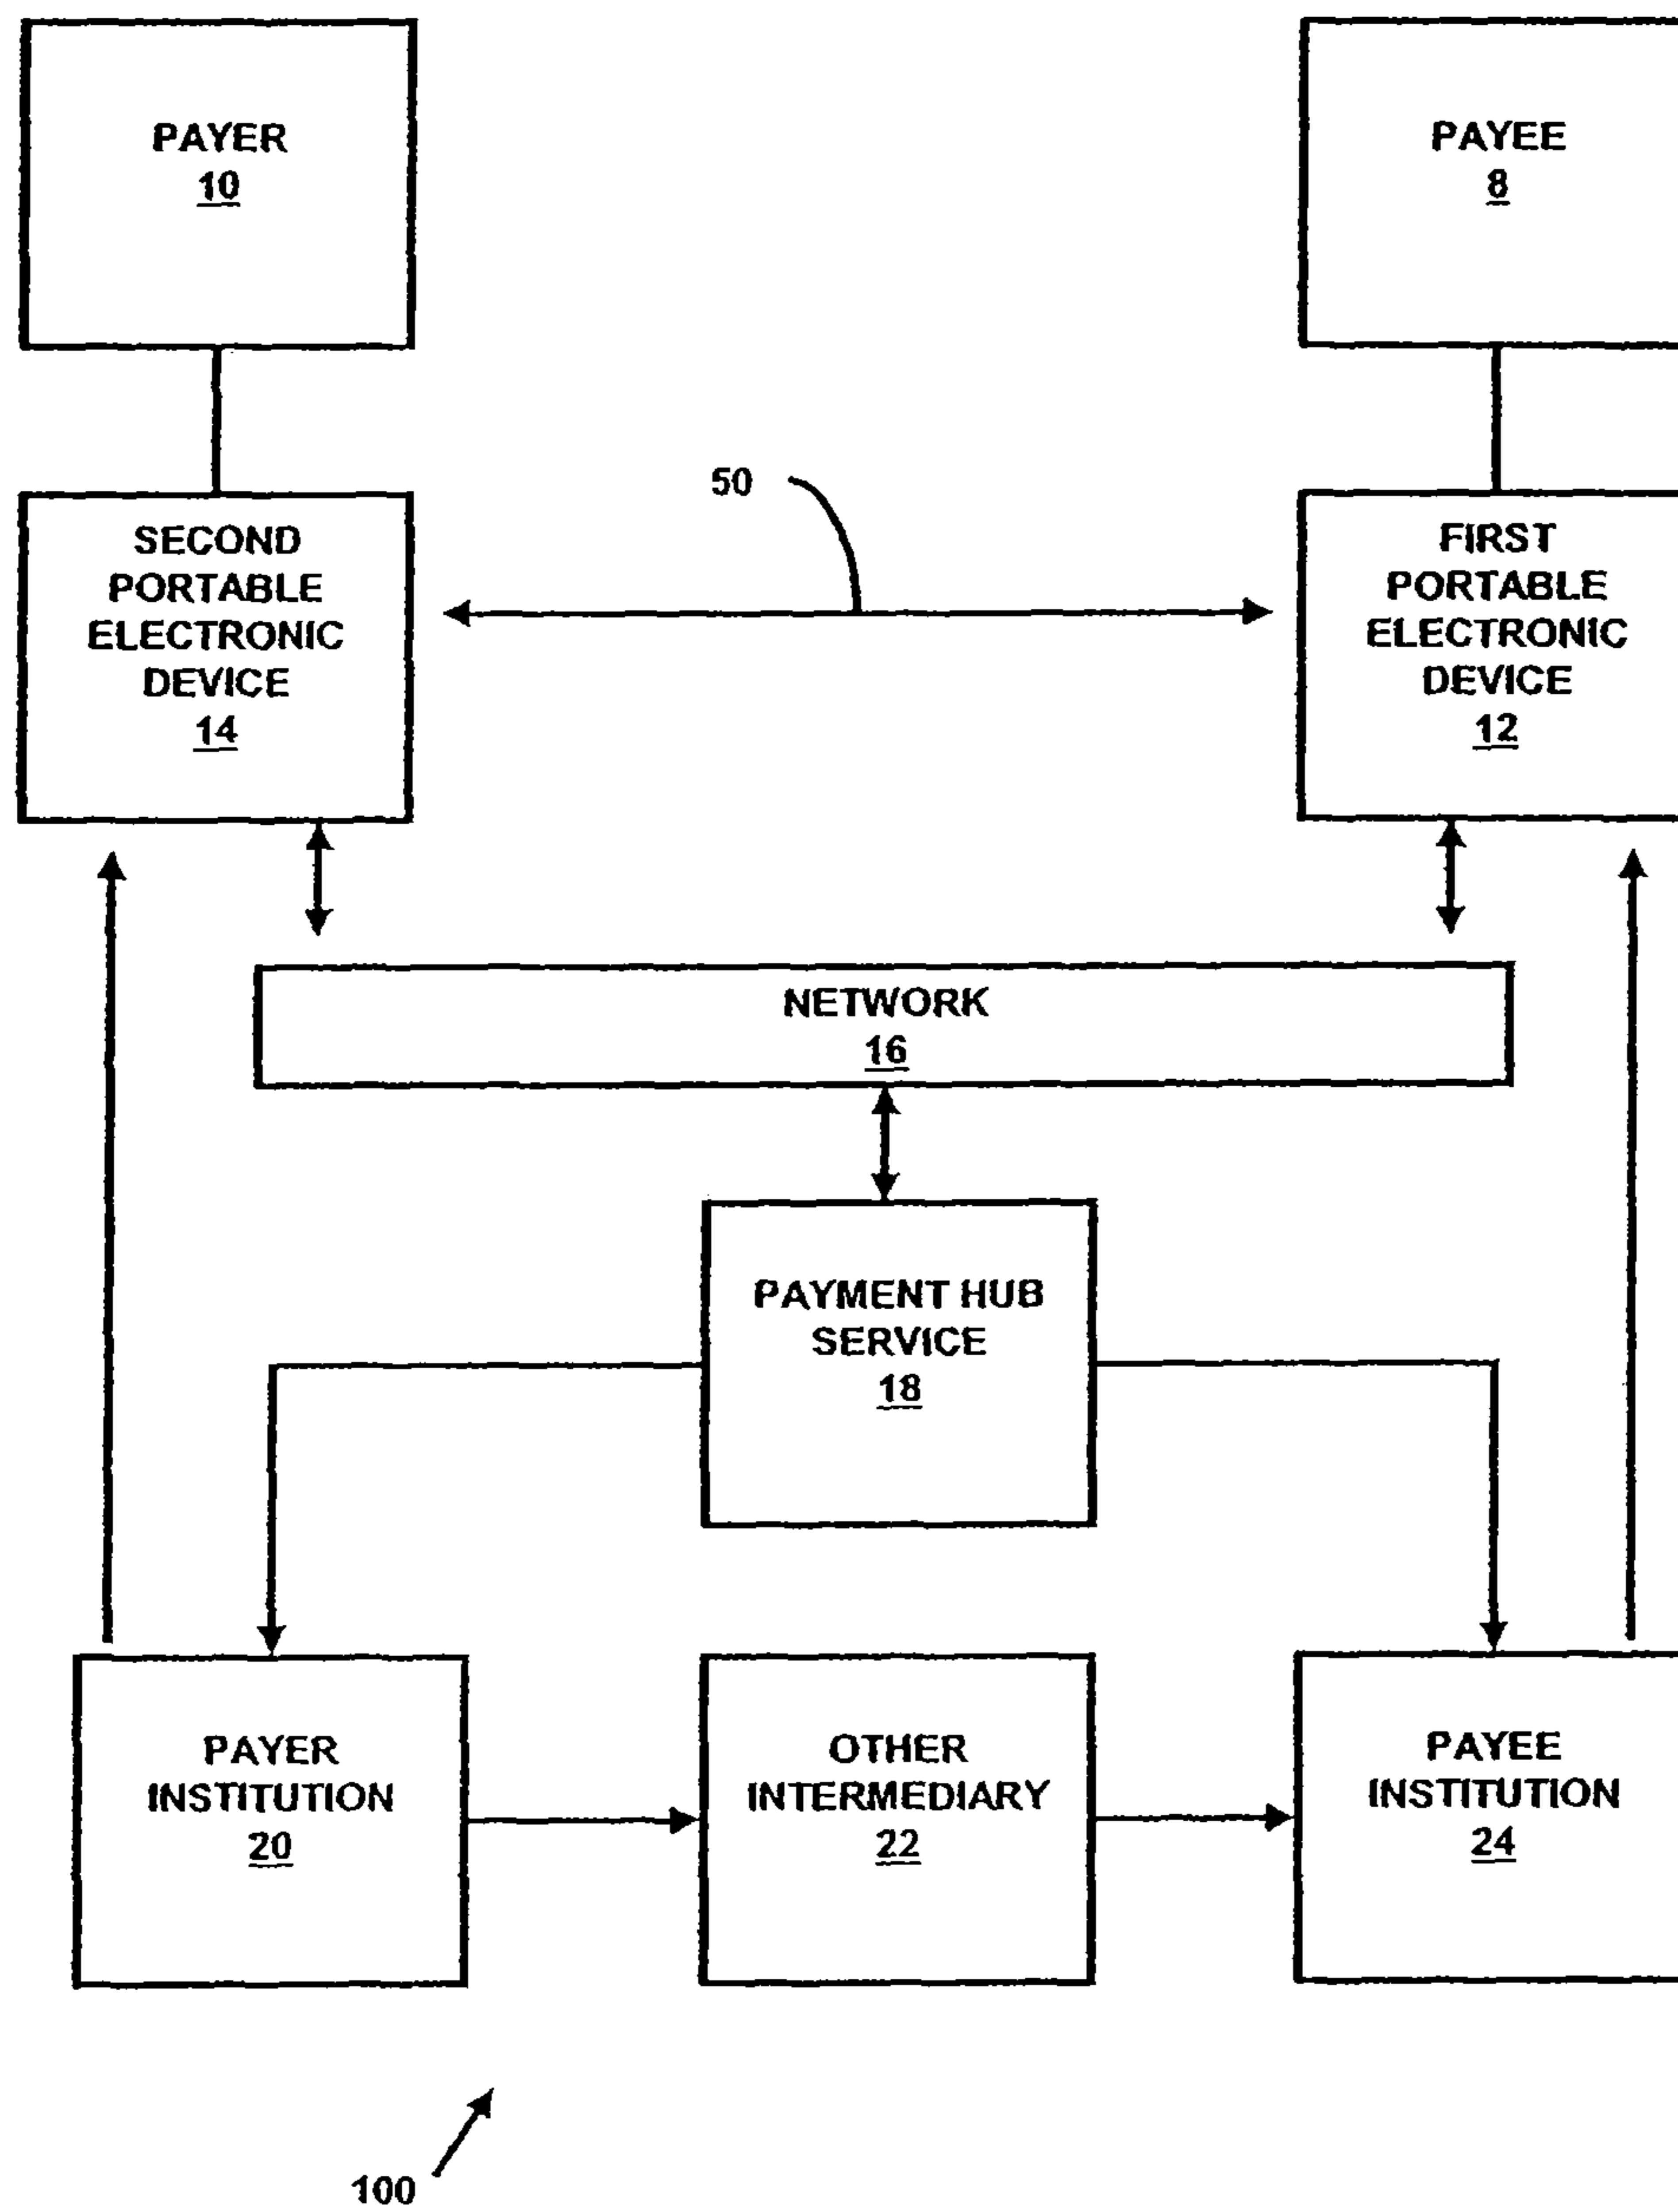 PAYER
10
PAYEE
8
50
SECOND
PORTABLE
ELECTRONIC
DEVICE
14
FIRST
PORTABLE
ELECTRONIC
DEVICE
12
NETWORK
16
PAYMENT HUB
SERVICE
18
PAYER
INSTITUTION
20
OTHER
INTERMEDIARY
22
PAYEE
INSTITUTION
24
100